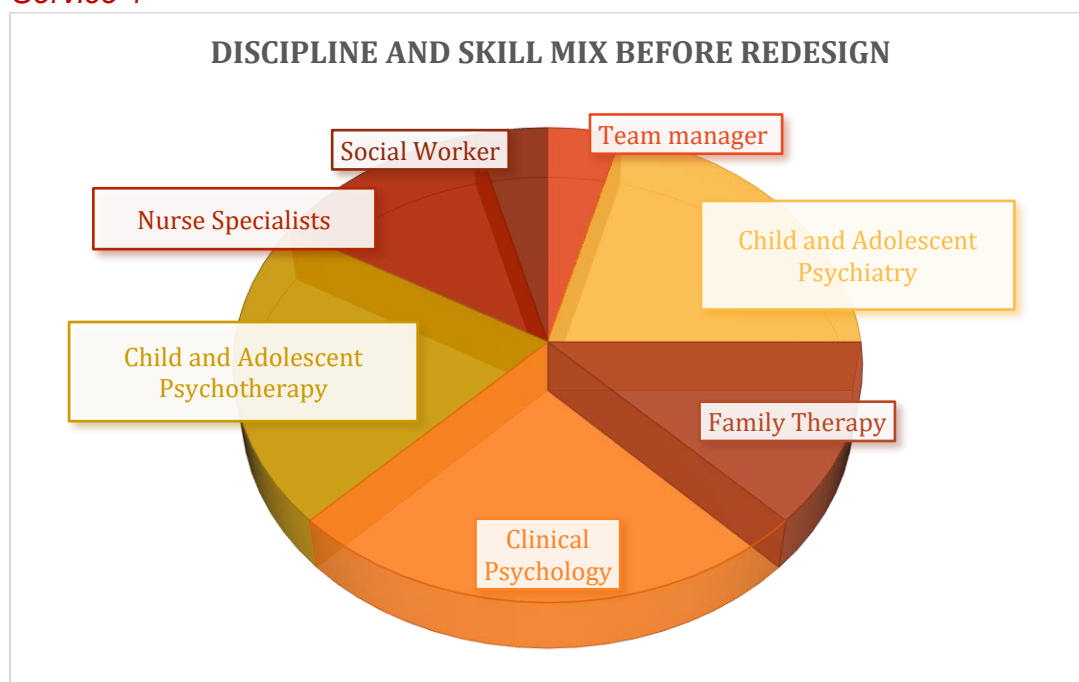 DISCIPLINE AND SKILL MIX BEFORE REDESIGN
Social Worker
Team manager
Nurse Specialists
Child and Adolescent
Psychiatry
Child and Adolescent
Psychotherapy
Family Therapy
Clinical
Psychology